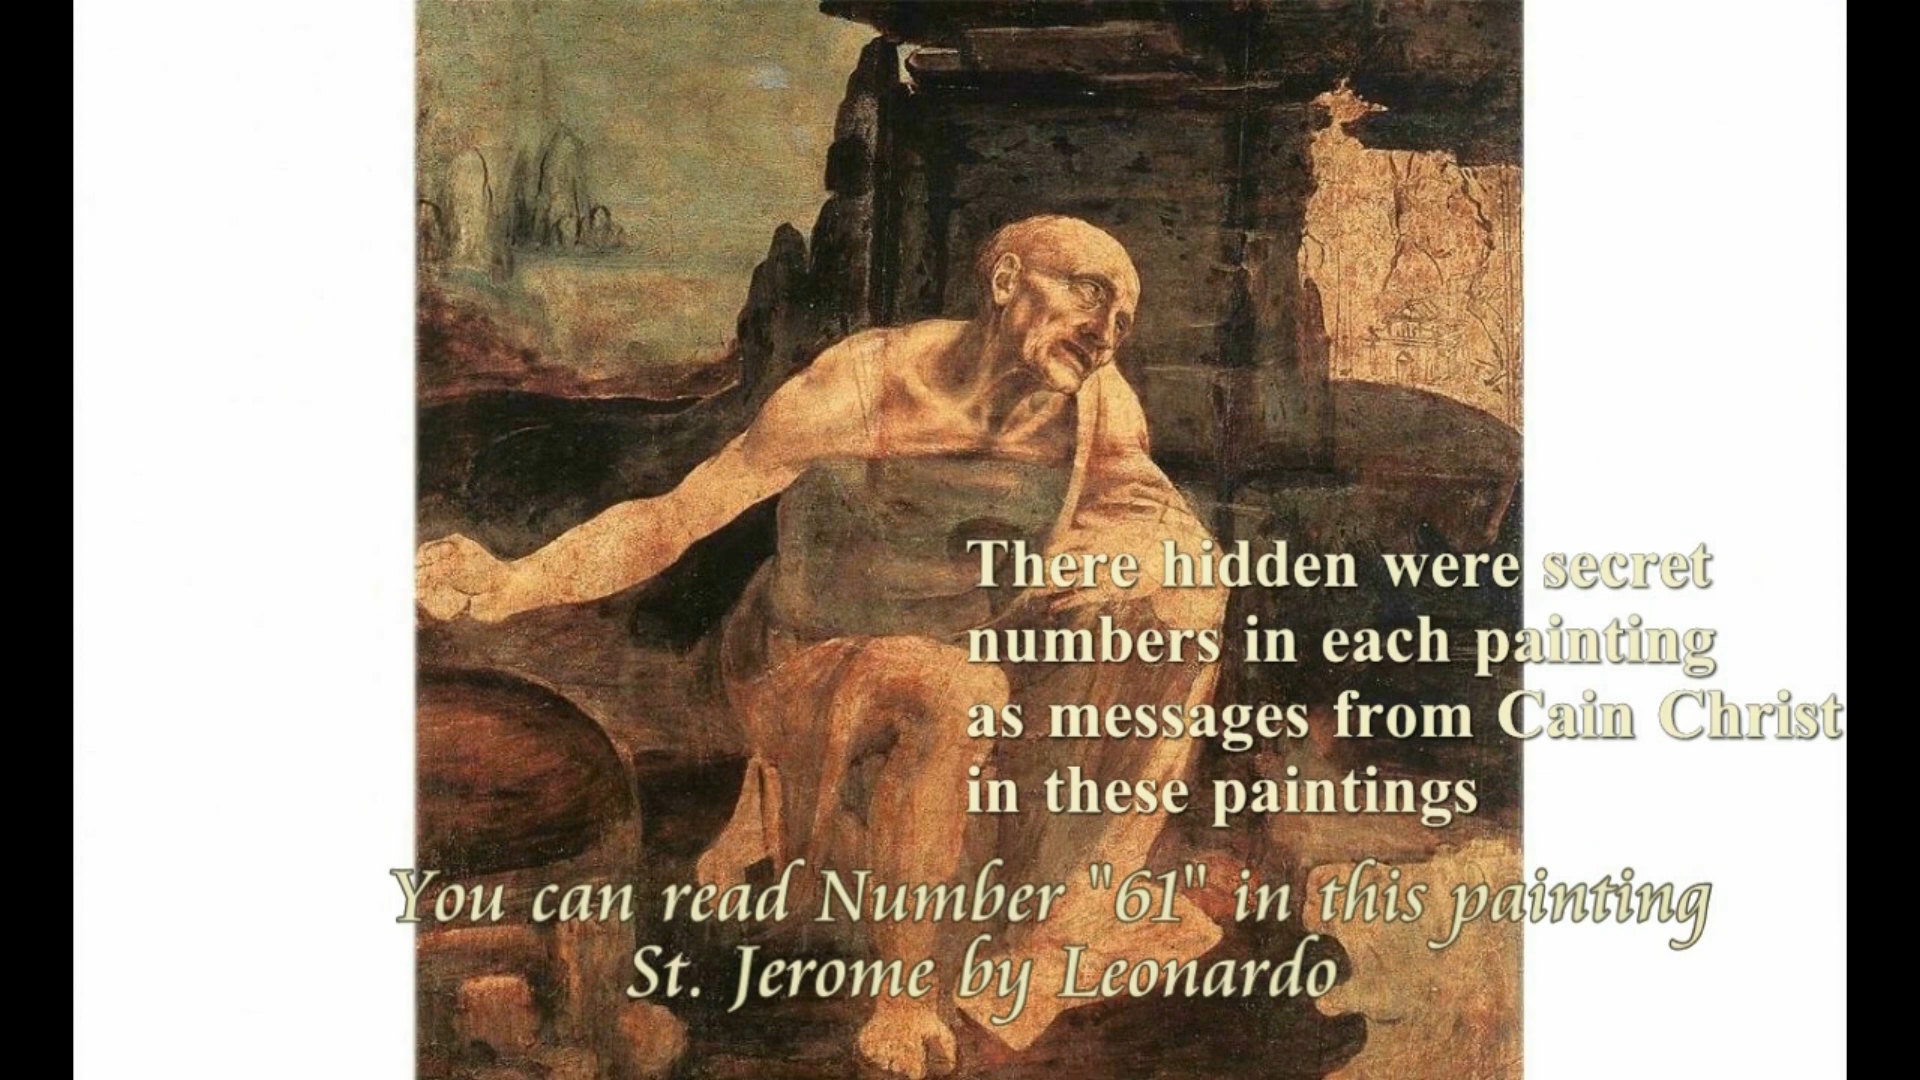 There hidden were secret
numbers in each painting
as messages from Cain Christ
in these paintings
You can read Number "61" in this painting
St. Jerome by Leonardo